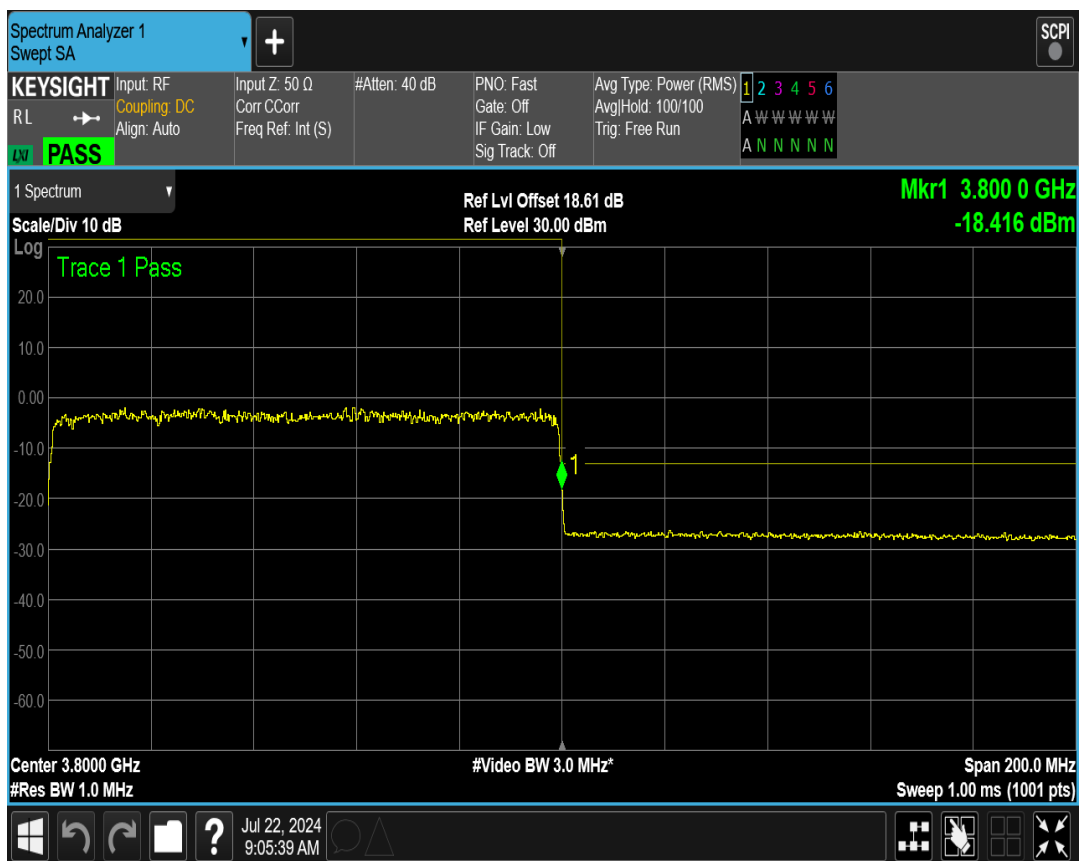 Spectrum Analyzer 1
Swept SA
SCPI
KEYSIGHT
RL
LXI PASS
Input: RF
Coupling: DC
Align: Auto
Input Z: 50 Ω
Corr CCorr
Freq Ref: Int (S)
#Atten: 40 dB
PNO: Fast
Gate: Off
IF Gain: Low
Sig Track: Off
Avg Type: Power (RMS)
Avg|Hold: 100/100
Trig: Free Run
1 2 3 4 5 6
A W W W W W
A N N N N N
1 Spectrum
Scale/Div 10 dB
Ref Lvl Offset 18.61 dB
Ref Level 30.00 dBm
Mkr1 3.800 0 GHz
-18.416 dBm
Log
Trace 1 Pass
20.0
10.0
0.00
-10.0
1
-20.0
-30.0
-40.0
-50.0
-60.0
Center 3.8000 GHz
#Video BW 3.0 MHz*
Span 200.0 MHz
#Res BW 1.0 MHz
Sweep 1.00 ms (1001 pts)
?
Jul 22, 2024
9:05:39 AM